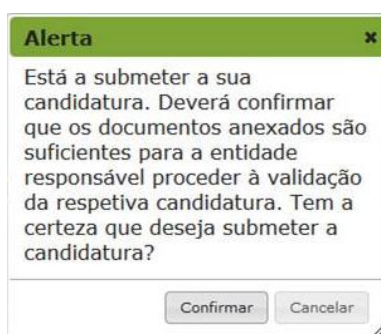 Alerta
Está a submeter a sua
candidatura. Deverá confirmar
que os documentos anexados são
suficientes para a entidade
responsável proceder à validação
da respetiva candidatura. Tem a
certeza que deseja submeter a
candidatura?
Confirmar Cancelar